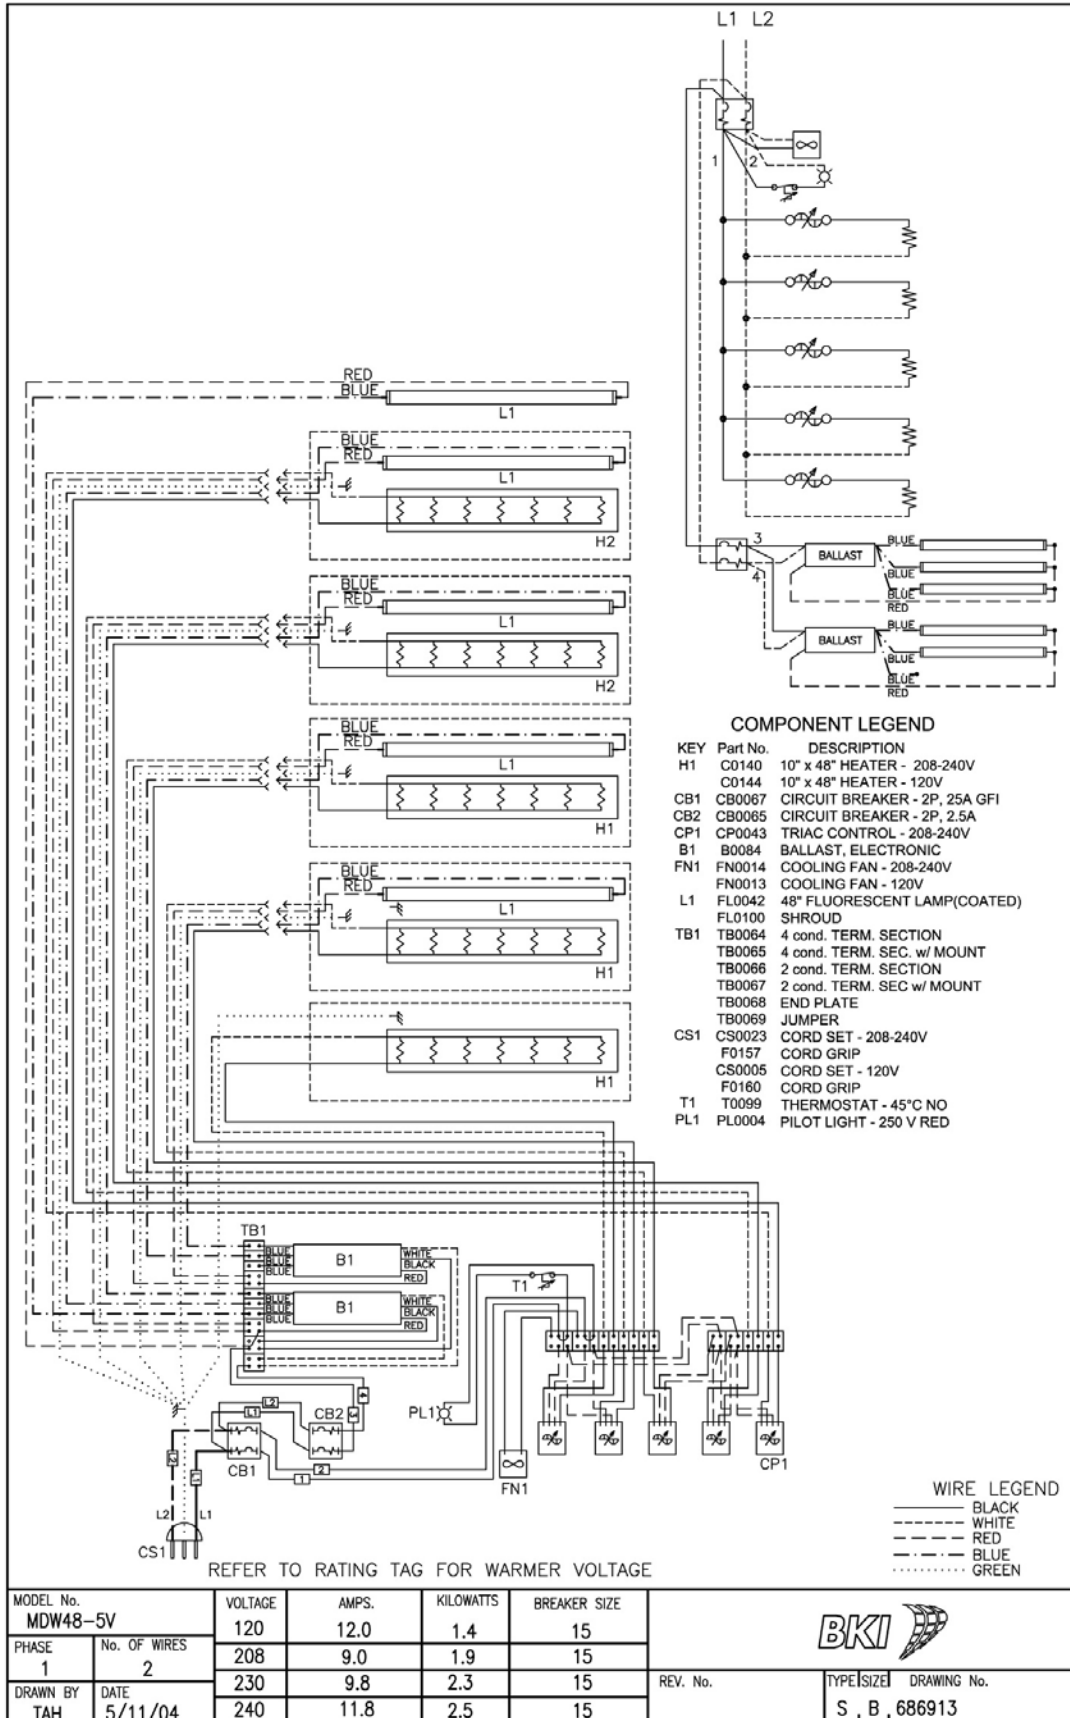 L1 L2
1 2
RED
BLUE
L1
BLUE
RED
L1
H2
3
4
BALLAST
BLUE
BLUE
BLUE
RED
BLUE
RED
L1
H2
BALLAST
BLUE
BLUE
BLUE
RED
COMPONENT LEGEND
KEY Part No. DESCRIPTION
H1 C0140 10" x 48" HEATER - 208-240V
C0144 10" x 48" HEATER - 120V
CB1 CB0067 CIRCUIT BREAKER - 2P, 25A GFI
CB2 CB0065 CIRCUIT BREAKER - 2P, 2.5A
CP1 CP0043 TRIAC CONTROL - 208-240V
B1 B0084 BALLAST, ELECTRONIC
FN1 FN0014 COOLING FAN - 208-240V
FN0013 COOLING FAN - 120V
L1 FL0042 48" FLUORESCENT LAMP(COATED)
FL0100 SHROUD
TB1 TB0064 4 cond. TERM. SECTION
TB0065 4 cond. TERM. SEC. w/ MOUNT
TB0066 2 cond. TERM. SECTION
TB0067 2 cond. TERM. SEC w/ MOUNT
TB0068 END PLATE
TB0069 JUMPER
CS1 CS0023 CORD SET - 208-240V
F0157 CORD GRIP
CS0005 CORD SET - 120V
F0160 CORD GRIP
T1 T0099 THERMOSTAT - 45°C NO
PL1 PL0004 PILOT LIGHT - 250 V RED
BLUE
RED
L1
H1
BLUE
RED
L1
H1
H1
TB1
BLUE
BLUE
BLUE
B1
WHITE
BLACK
RED
BLUE
BLUE
BLUE
B1
WHITE
BLACK
RED
T1
4
3
L2
L1
CB2
PL1
CB1
2
1
L2
L1
FN1
CP1
L2 L1
CS1
WIRE LEGEND
BLACK
WHITE
RED
BLUE
GREEN
REFER TO RATING TAG FOR WARMER VOLTAGE
MODEL No.
MDW48-5V
PHASE
1
No. OF WIRES
2
DRAWN BY
TAH
DATE
5/11/04
VOLTAGE AMPS. KILOWATTS BREAKER SIZE
120 12.0 1.4 15
208 9.0 1.9 15
230 9.8 2.3 15
240 11.8 2.5 15
BKI
REV. No.
TYPE SIZE DRAWING No.
S , B , 686913